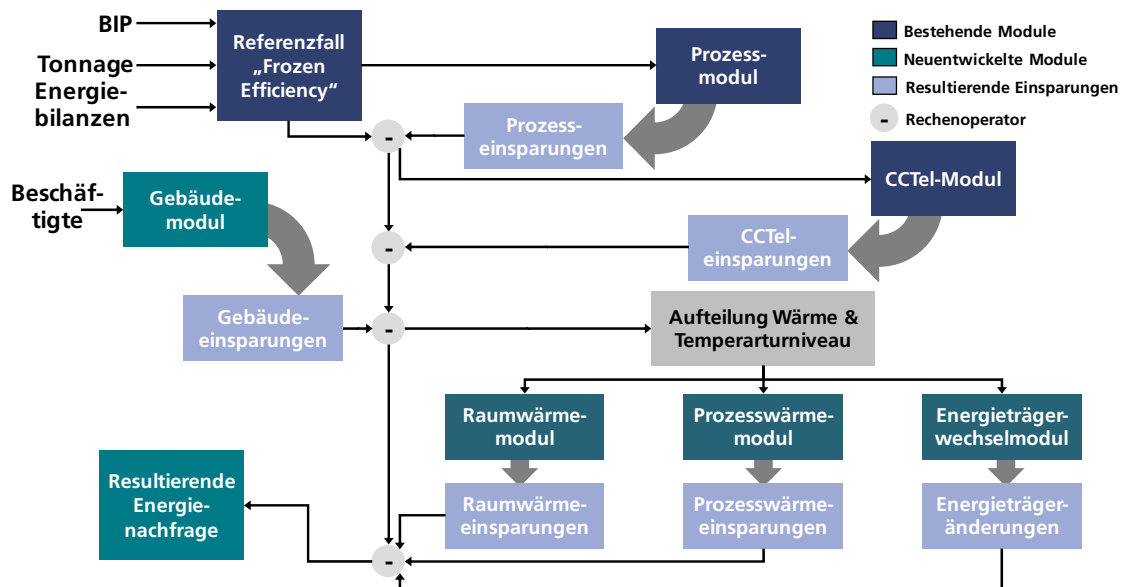 BIP
Tonnage
Energie-
bilanzen
Referenzfall
„Frozen
Efficiency“
Prozess-
modul
Bestehende Module
Neuentwickelte Module
Resultierende Einsparungen
- Rechenoperator
Prozess-
einsparungen
-
CCTel-Modul
Beschäf-
tigte
Gebäude-
modul
-
CCTel-
einsparungen
Gebäude-
einsparungen
-
Aufteilung Wärme &
Temperarturniveau
Raumwärme-
modul
Prozesswärme-
modul
Energieträger-
wechselmodul
Resultierende
Energie-
nachfrage
Raumwärme-
einsparungen
Prozesswärme-
einsparungen
Energieträger-
änderungen
-